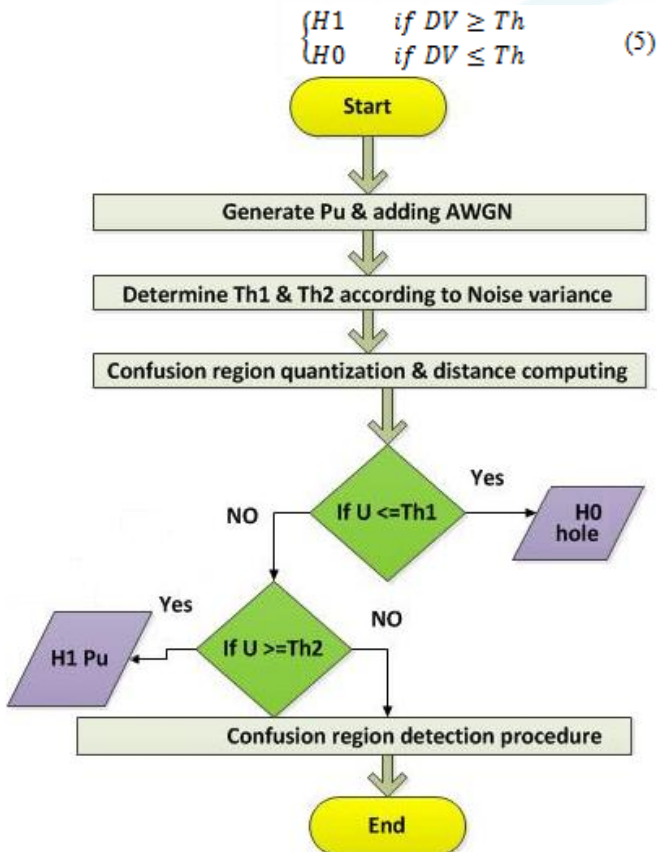 H1 if DV ≥ Th
H0 if DV ≤ Th (5)
Start
Generate Pu & adding AWGN
Determine Th1 & Th2 according to Noise variance
Confusion region quantization & distance computing
If U <=Th1
Yes
H0
hole
NO
If U >=Th2
Yes
H1 Pu
NO
Confusion region detection procedure
End